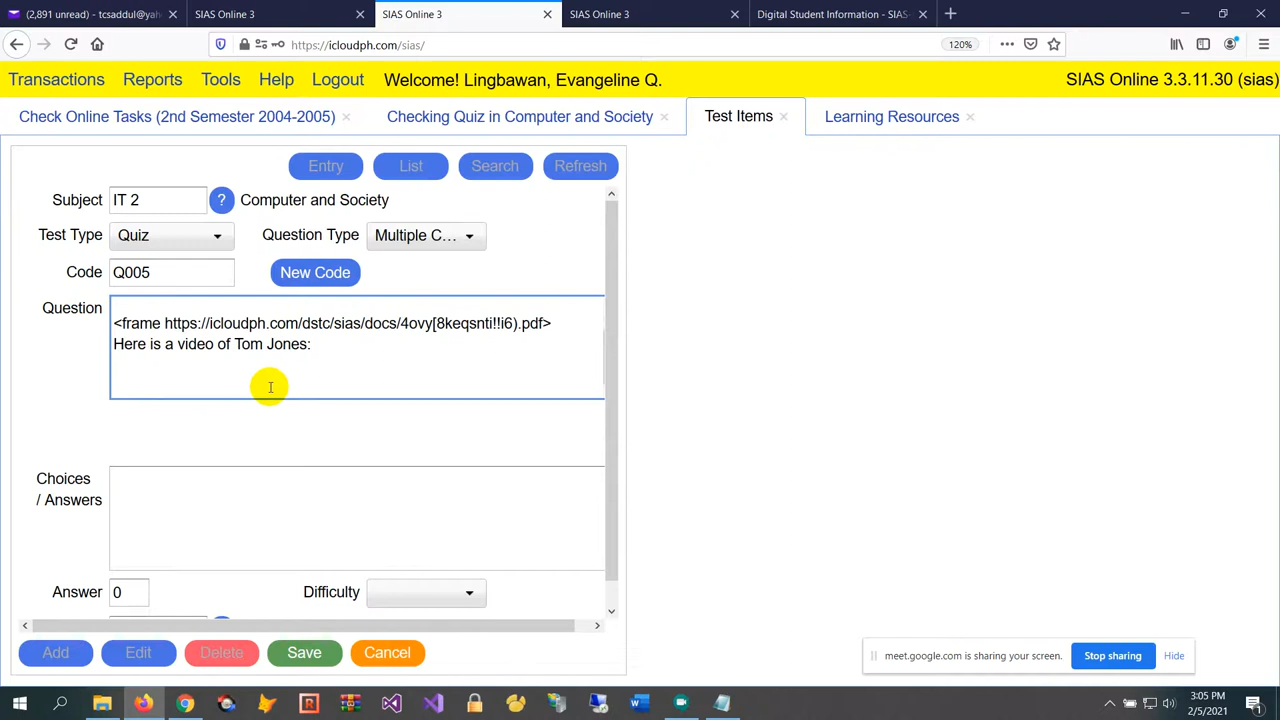 (2,891 unread) - tcsaddul@yah
SIAS Online 3
SIAS Online 3
SIAS Online 3
Digital Student Information - SIAS-
https://icloudph.com/sias/
120%
Transactions Reports Tools Help Logout Welcome! Lingbawan, Evangeline Q. SIAS Online 3.3.11.30 (sias)
Check Online Tasks (2nd Semester 2004-2005) Checking Quiz in Computer and Society Test Items Learning Resources
Entry List Search Refresh
Subject IT 2 ? Computer and Society
Test Type Quiz Question Type Multiple C...
Code Q005 New Code
Question
<frame https://icloudph.com/dstc/sias/docs/4ovy[8keqsnti!!i6).pdf>
Here is a video of Tom Jones:
Choices
/ Answers
Answer 0 Difficulty
Add Edit Delete Save Cancel
meet.google.com is sharing your screen. Stop sharing Hide
3:05 PM
2/5/2021